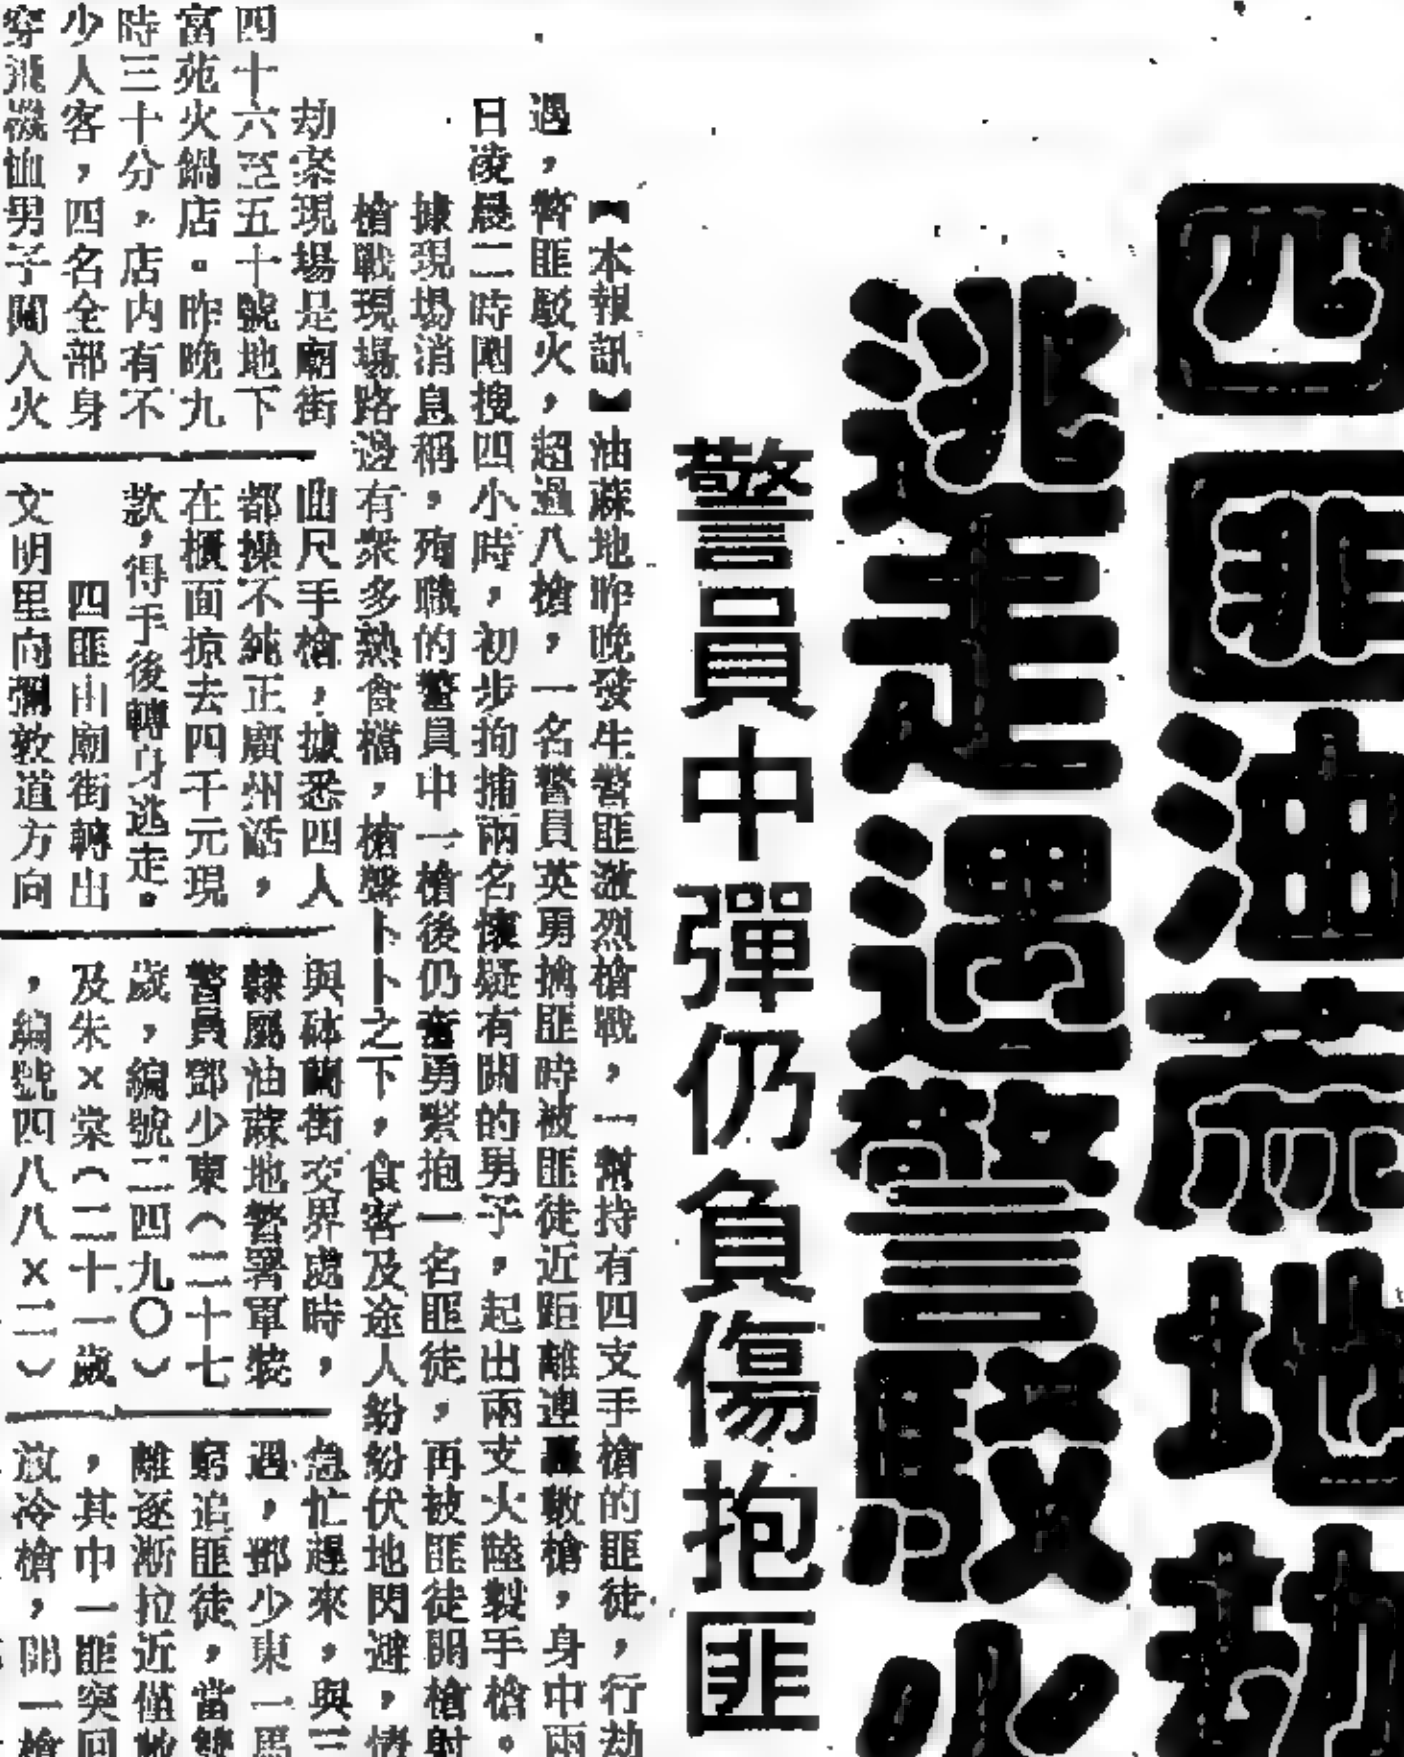 四匪油蔴地劫
逃走遇警駁火
警員中彈仍負傷抱匪
【本報訊】油蔴地昨晚發生警匪激烈槍戰，一幫持有四支手槍的匪徒，行劫
遇，警匪駁火，超過八槍，一名警員英勇擒匪時被匪徒近距離連轟數槍，身中兩
日凌晨二時圍搜四小時，初步拘捕兩名懷疑有關的男子，起出兩支大陸製手槍。
據現場消息稱，殉職的警員中一槍後仍奮勇緊抱一名匪徒，再被匪徒開槍射
槍戰現場路邊有衆多熱食檔，槍聲卜卜之下，食客及途人紛紛伏地閃避，情
劫案現場是廟街
四十六至五十號地下
富苑火鍋店。昨晚九
時三十分，店内有不
少人客，四名全部身
穿飛機恤男子闖入火
曲尺手槍，據悉四人
都操不純正廣州話，
在櫃面掠去四千元現
款，得手後轉身逃走。
四匪由廟街轉出
文明里向彌敦道方向
與砵蘭街交界處時，
隸屬油蔴地警署軍裝
警員鄧少東（二十七
歲，編號二四九〇）
及朱×棠（二十一歲
，編號四八八×二）
急忙趕來，與三
遇，鄧少東一馬
窮追匪徒，當雙
離逐漸拉近僅數
，其中一匪突回
放冷槍，開一槍